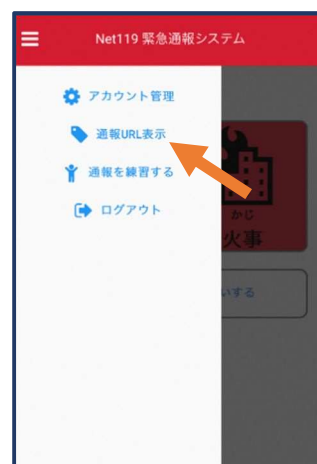 Net119 緊急通報システム
アカウント管理
通報URL表示
通報を練習する
ログアウト
かじ
火事
いする